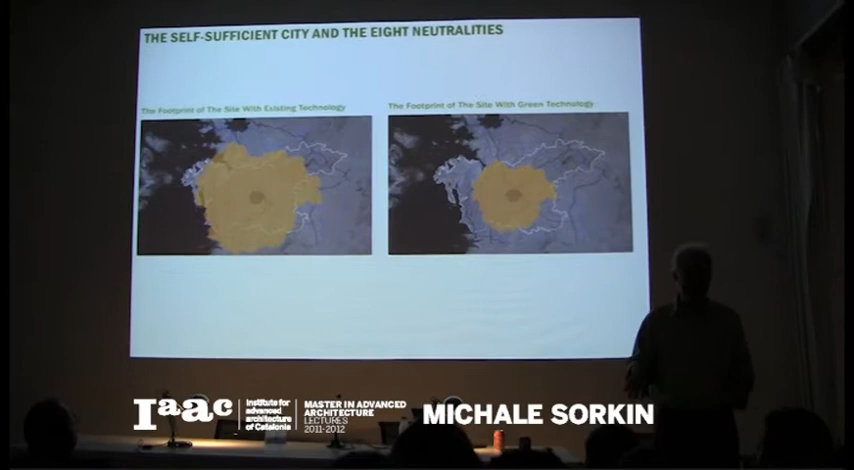 THE SELF-SUFFICIENT CITY AND THE EIGHT NEUTRALITIES
The Footprint of The Site With Existing Technology
The Footprint of The Site With Green Technology
Iaac
Institute for
advanced
architecture
of Catalonia
MASTER IN ADVANCED
ARCHITECTURE
LECTURES
2011-2012
MICHALE SORKIN